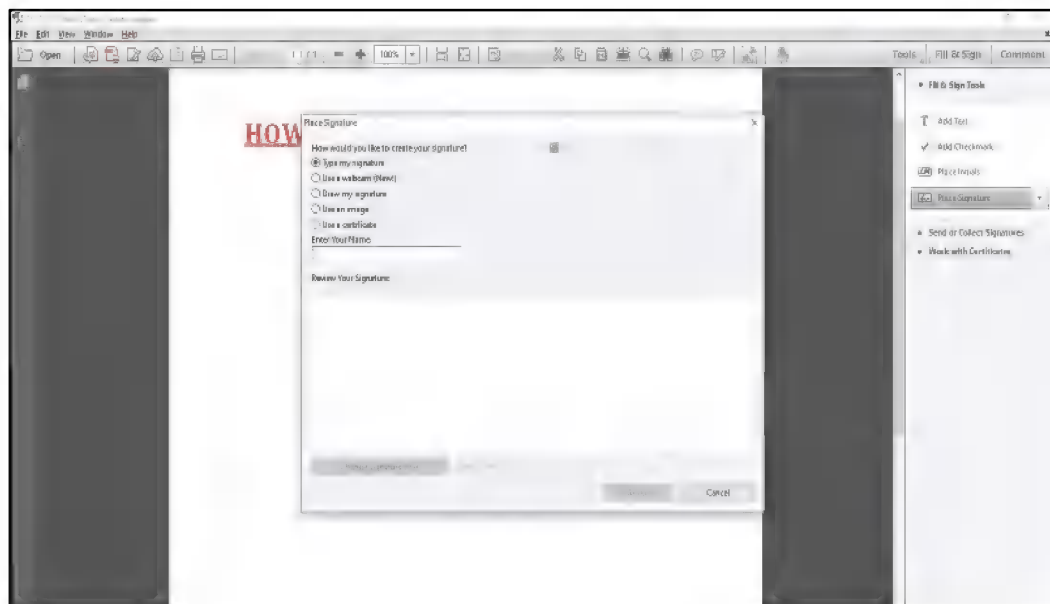 File Edit View Window Help
Open
100%
Tools Fill & Sign Comment
Fill & Sign Tools
Add Text
Add Checkmark
Place Initials
Place Signature
Send or Collect Signatures
Work with Certificates
HOW
Place Signature
How would you like to create your signature?
Type my signature
Use a webcam (New!)
Draw my signature
Use an image
Use a certificate
Enter Your Name:
Review Your Signature:
Cancel